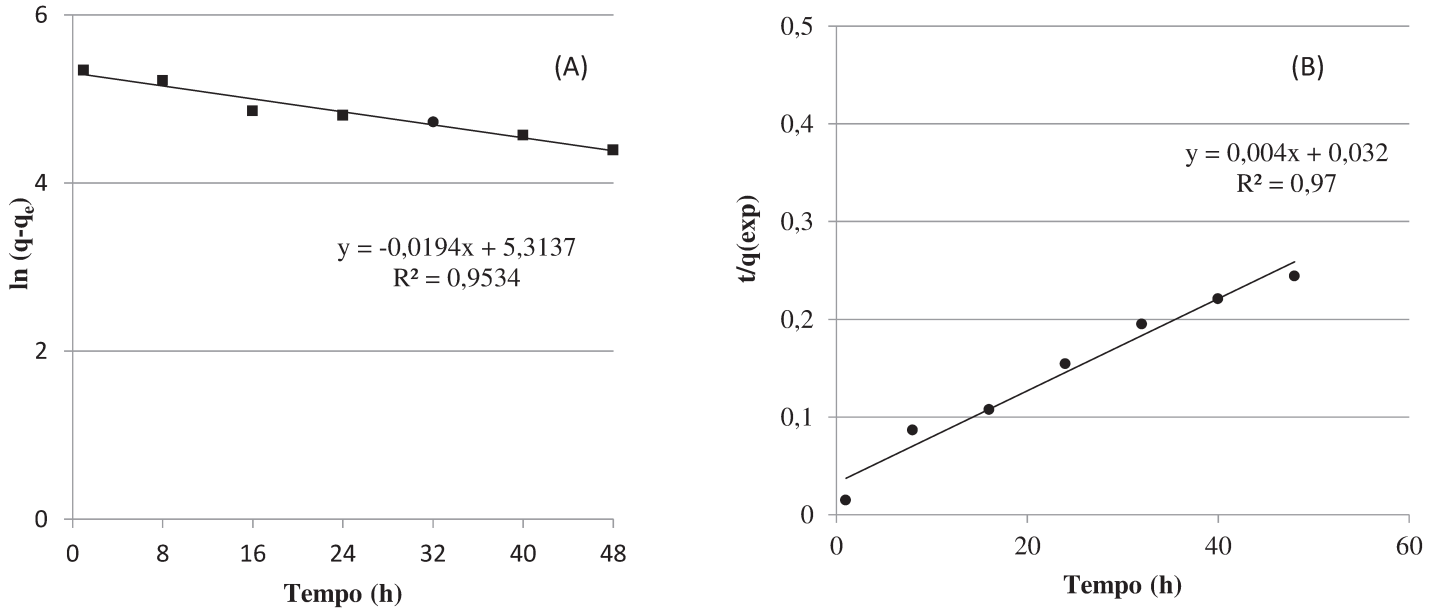 (A)
ln (q-qe)
6
4
2
0
y = -0,0194x + 5,3137
R² = 0,9534
0 8 16 24 32 40 48
Tempo (h)
(B)
t/q(exp)
0,5
0,4
0,3
0,2
0,1
0
y = 0,004x + 0,032
R² = 0,97
0 20 40 60
Tempo (h)